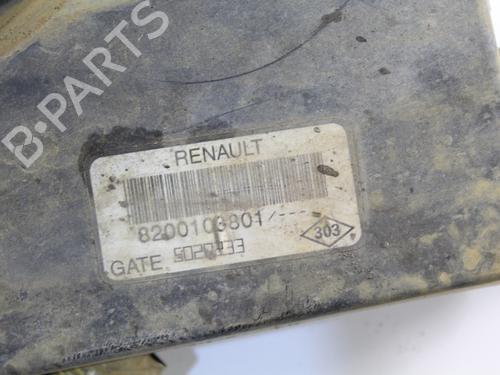 B-PARTS
RENAULT
8200103801/---
303
GATE 5020433